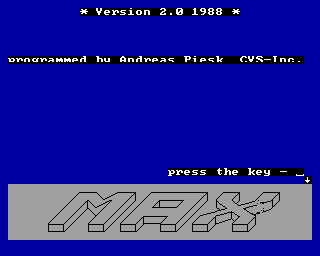 * Version 2.0 1988 *
programmed by Andreas Piesk CVS-Inc.
press the key -
MAX